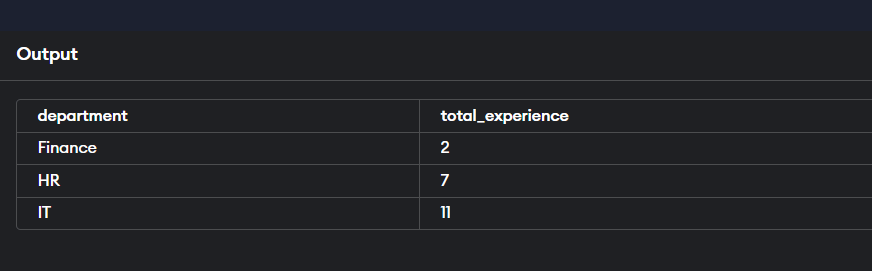 Output
department total_experience
Finance 2
HR 7
IT 11